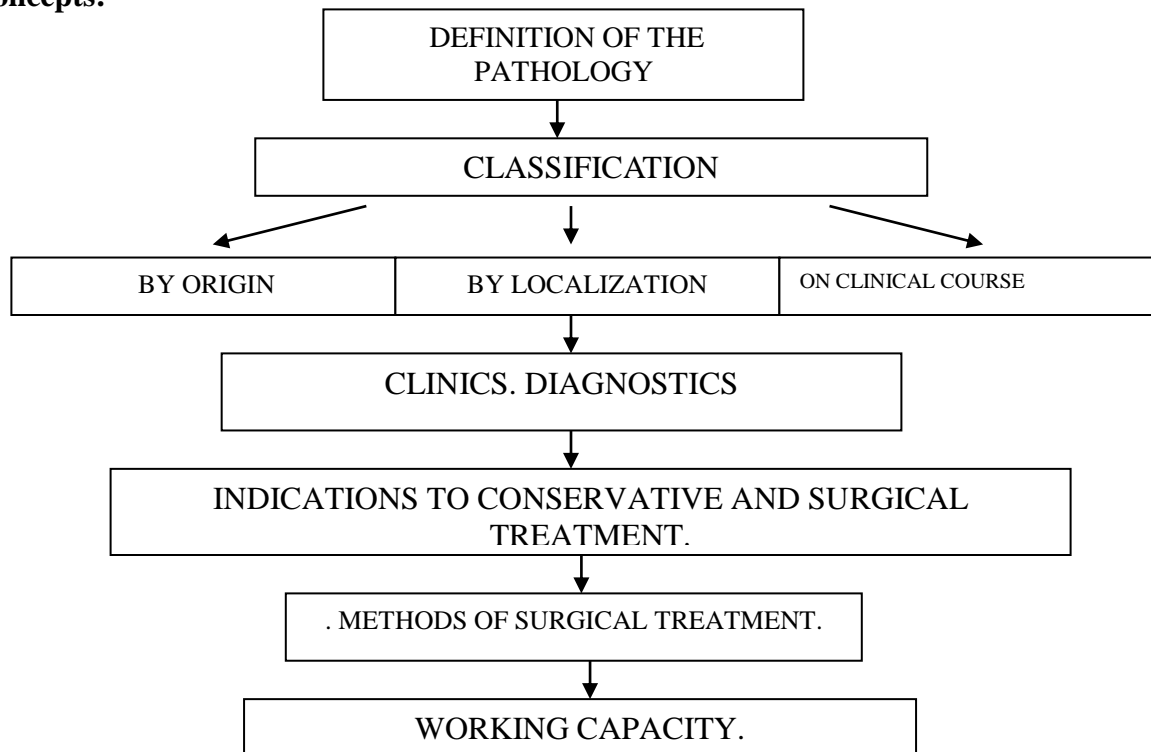 oncepts:
DEFINITION OF THE
PATHOLOGY
CLASSIFICATION
BY ORIGIN
BY LOCALIZATION
ON CLINICAL COURSE
CLINICS. DIAGNOSTICS
INDICATIONS TO CONSERVATIVE AND SURGICAL
TREATMENT.
. METHODS OF SURGICAL TREATMENT.
WORKING CAPACITY.